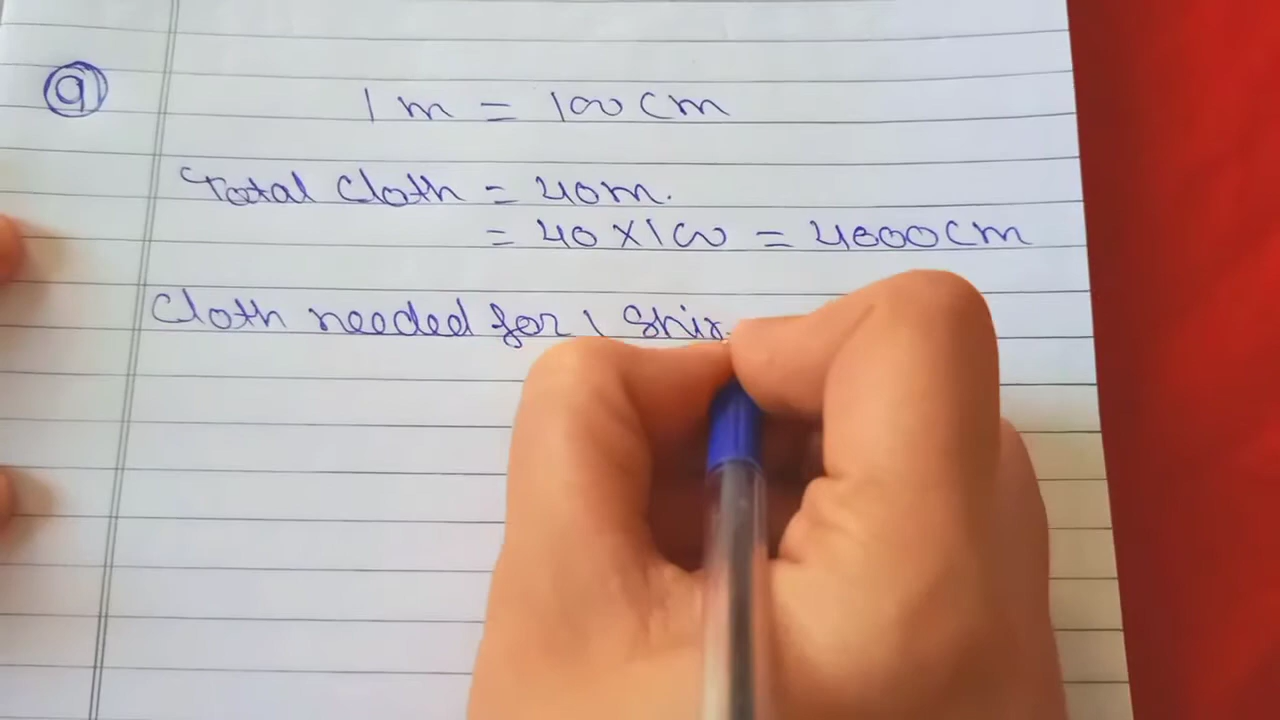 9
1 m = 100 cm
Total Cloth = 40m.
= 40 × 100 = 4000 cm
Cloth needed for 1 Shir